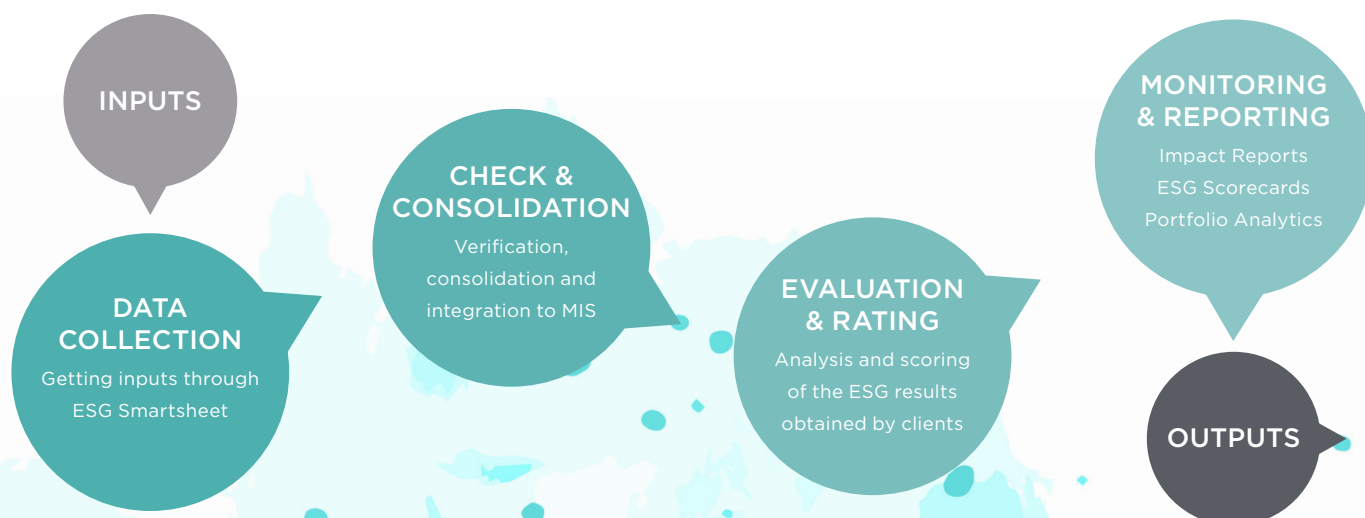 INPUTS
DATA
COLLECTION
Getting inputs through
ESG Smartsheet
CHECK &
CONSOLIDATION
Verification,
consolidation and
integration to MIS
EVALUATION
& RATING
Analysis and scoring
of the ESG results
obtained by clients
MONITORING
& REPORTING
Impact Reports
ESG Scorecards
Portfolio Analytics
OUTPUTS